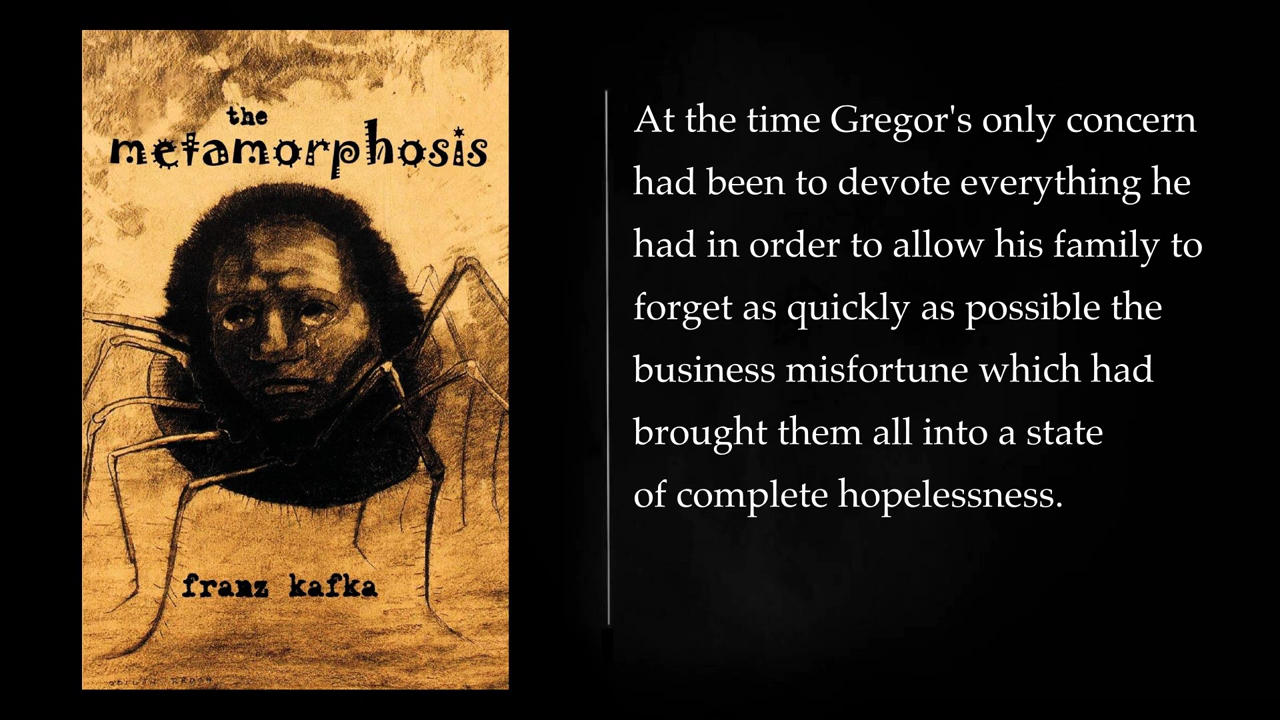 the
metamorphosis
franz kafka
At the time Gregor's only concern
had been to devote everything he
had in order to allow his family to
forget as quickly as possible the
business misfortune which had
brought them all into a state
of complete hopelessness.